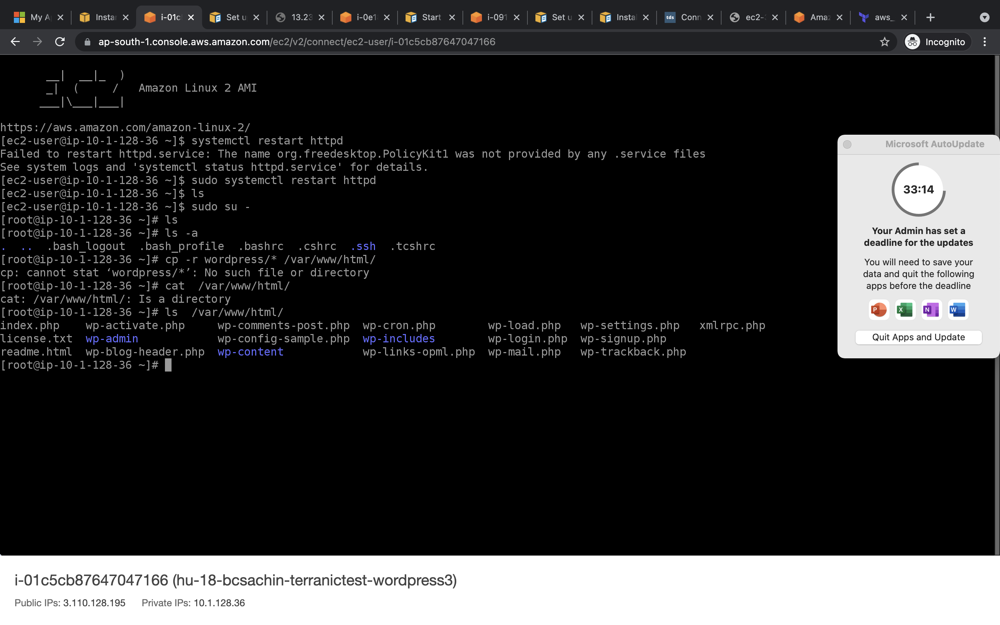 My A
Insta
i-01c
Set u
13.23
i-0e1
Start
i-091
Set u
Insta
tds
Conn
ec2-
Amaz
aws_
ap-south-1.console.aws.amazon.com/ec2/v2/connect/ec2-user/i-01c5cb87647047166
Incognito
__|  __|_  )
_|  (     /   Amazon Linux 2 AMI
___|\___|___|
https://aws.amazon.com/amazon-linux-2/
[ec2-user@ip-10-1-128-36 ~]$ systemctl restart httpd
Failed to restart httpd.service: The name org.freedesktop.PolicyKit1 was not provided by any .service files
See system logs and 'systemctl status httpd.service' for details.
[ec2-user@ip-10-1-128-36 ~]$ sudo systemctl restart httpd
[ec2-user@ip-10-1-128-36 ~]$ ls
[ec2-user@ip-10-1-128-36 ~]$ sudo su -
[root@ip-10-1-128-36 ~]# ls
[root@ip-10-1-128-36 ~]# ls -a
.  ..  .bash_logout  .bash_profile  .bashrc  .cshrc  .ssh  .tcshrc
[root@ip-10-1-128-36 ~]# cp -r wordpress/* /var/www/html/
cp: cannot stat ‘wordpress/*’: No such file or directory
[root@ip-10-1-128-36 ~]# cat  /var/www/html/
cat: /var/www/html/: Is a directory
[root@ip-10-1-128-36 ~]# ls  /var/www/html/
index.php    wp-activate.php     wp-comments-post.php  wp-cron.php        wp-load.php   wp-settings.php   xmlrpc.php
license.txt  wp-admin            wp-config-sample.php  wp-includes        wp-login.php  wp-signup.php
readme.html  wp-blog-header.php  wp-content            wp-links-opml.php  wp-mail.php   wp-trackback.php
[root@ip-10-1-128-36 ~]#
Microsoft AutoUpdate
33:14
Your Admin has set a
deadline for the updates
You will need to save your
data and quit the following
apps before the deadline
P
X
N
W
Quit Apps and Update
i-01c5cb87647047166 (hu-18-bcsachin-terranictest-wordpress3)
Public IPs: 3.110.128.195   Private IPs: 10.1.128.36